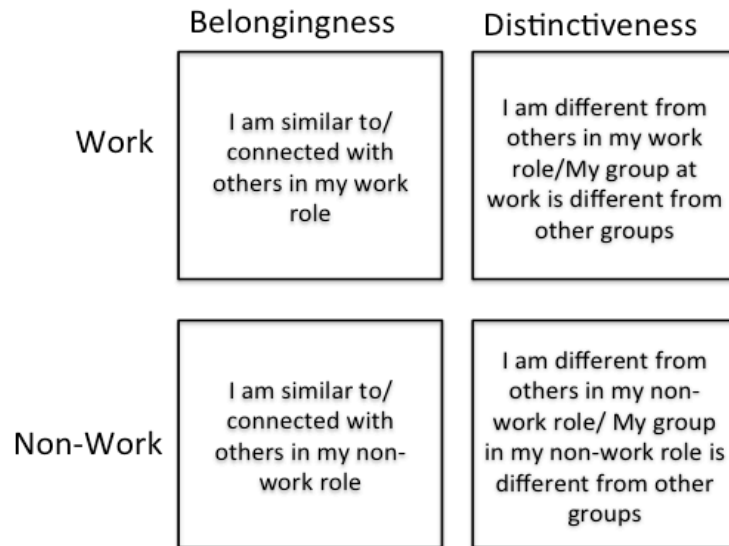 Belongingness
Distinctiveness
Work
I am similar to/
connected with
others in my work
role
I am different from
others in my work
role/My group at
work is different from
other groups
Non-Work
I am similar to/
connected with
others in my non-
work role
I am different from
others in my non-
work role/ My group
in my non-work role is
different from other
groups